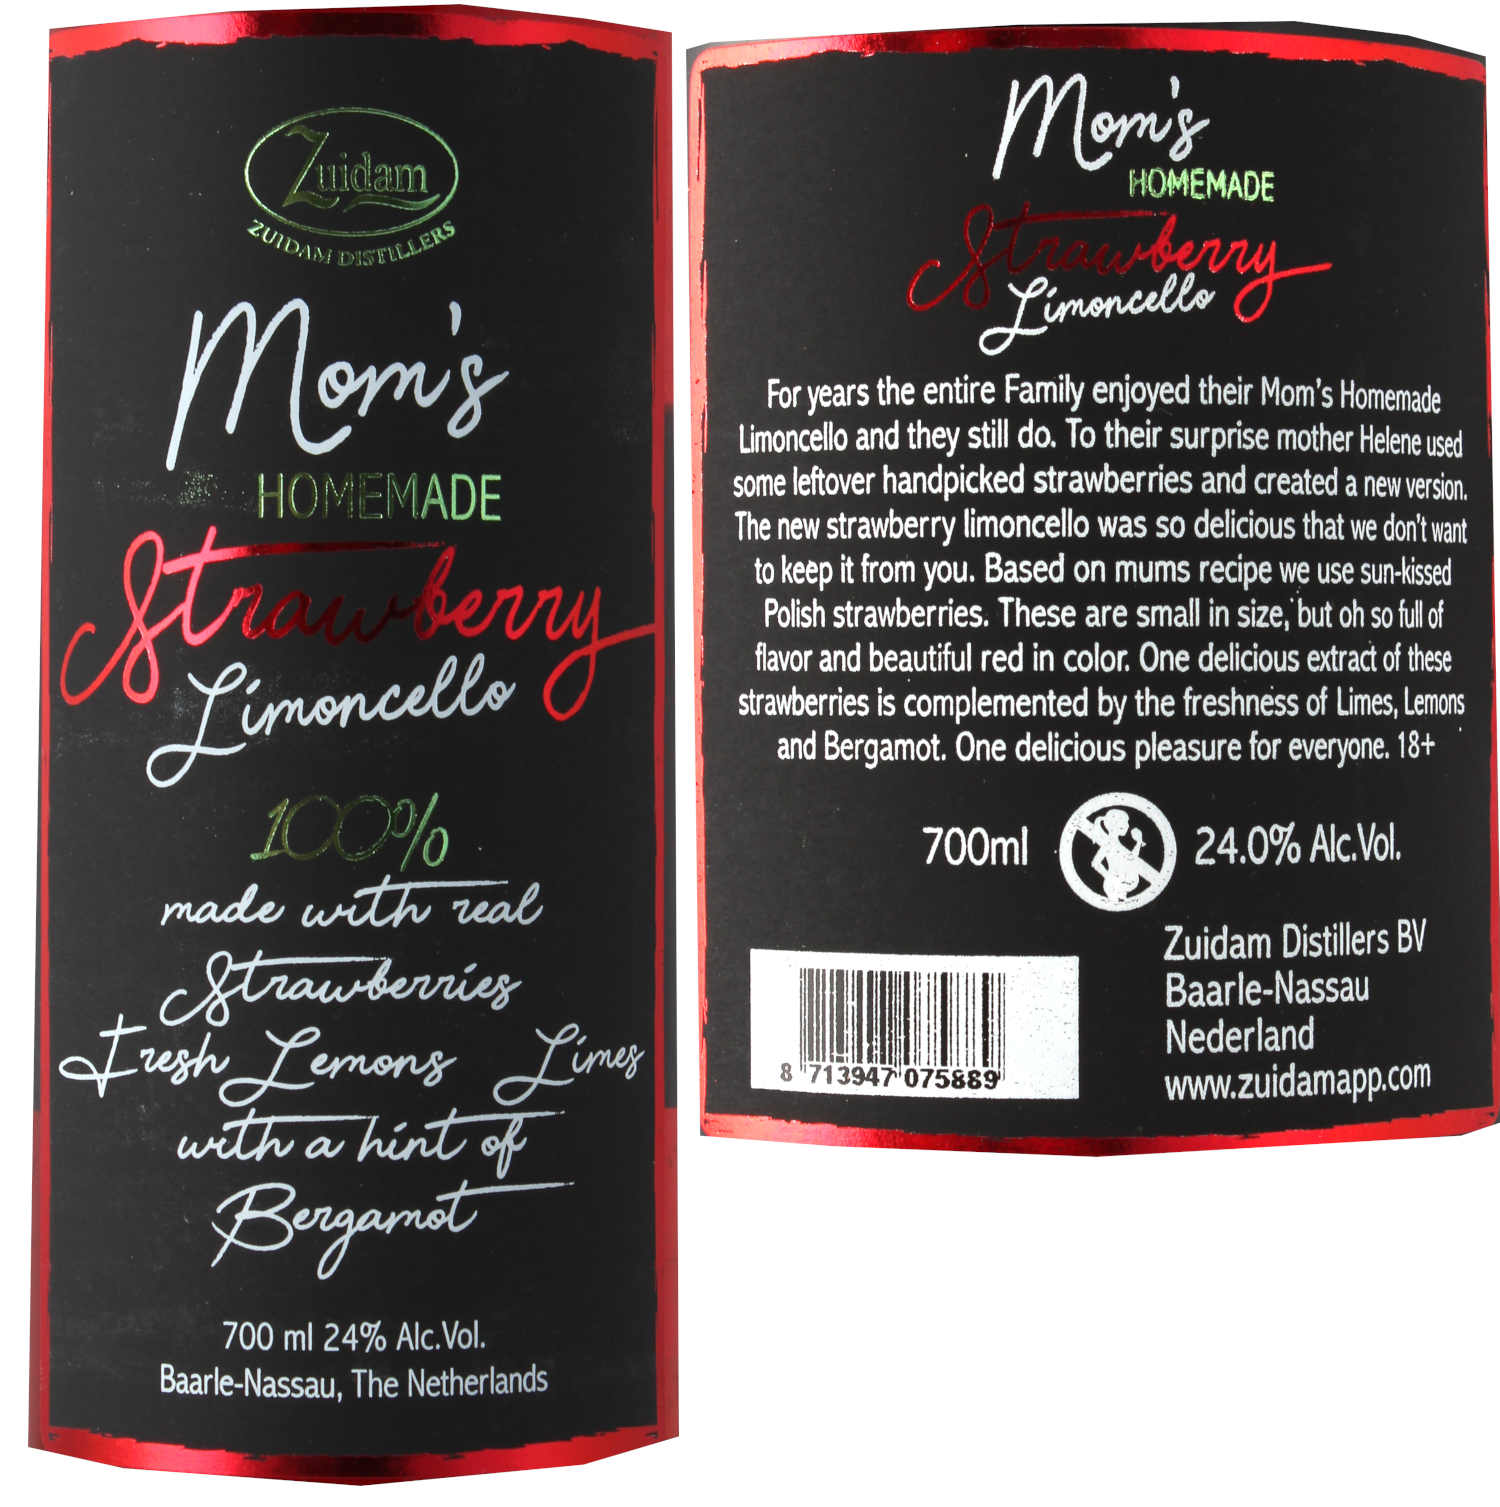 Zuidam
ZUIDAM DISTILLERS
Mom's
HOMEMADE
Strawberry
Limoncello
100%
made with real
Strawberries
Fresh Lemons Limes
with a hint of
Bergamot
700 ml 24% Alc.Vol.
Baarle-Nassau, The Netherlands
Mom's
HOMEMADE
Strawberry
Limoncello
For years the entire Family enjoyed their Mom's Homemade
Limoncello and they still do. To their surprise mother Helene used
some leftover handpicked strawberries and created a new version.
The new strawberry limoncello was so delicious that we don't want
to keep it from you. Based on mums recipe we use sun-kissed
Polish strawberries. These are small in size, but oh so full of
flavor and beautiful red in color. One delicious extract of these
strawberries is complemented by the freshness of Limes, Lemons
and Bergamot. One delicious pleasure for everyone. 18+
700ml 24.0% Alc.Vol.
Zuidam Distillers BV
Baarle-Nassau
Nederland
www.zuidamapp.com
8 713947 075889